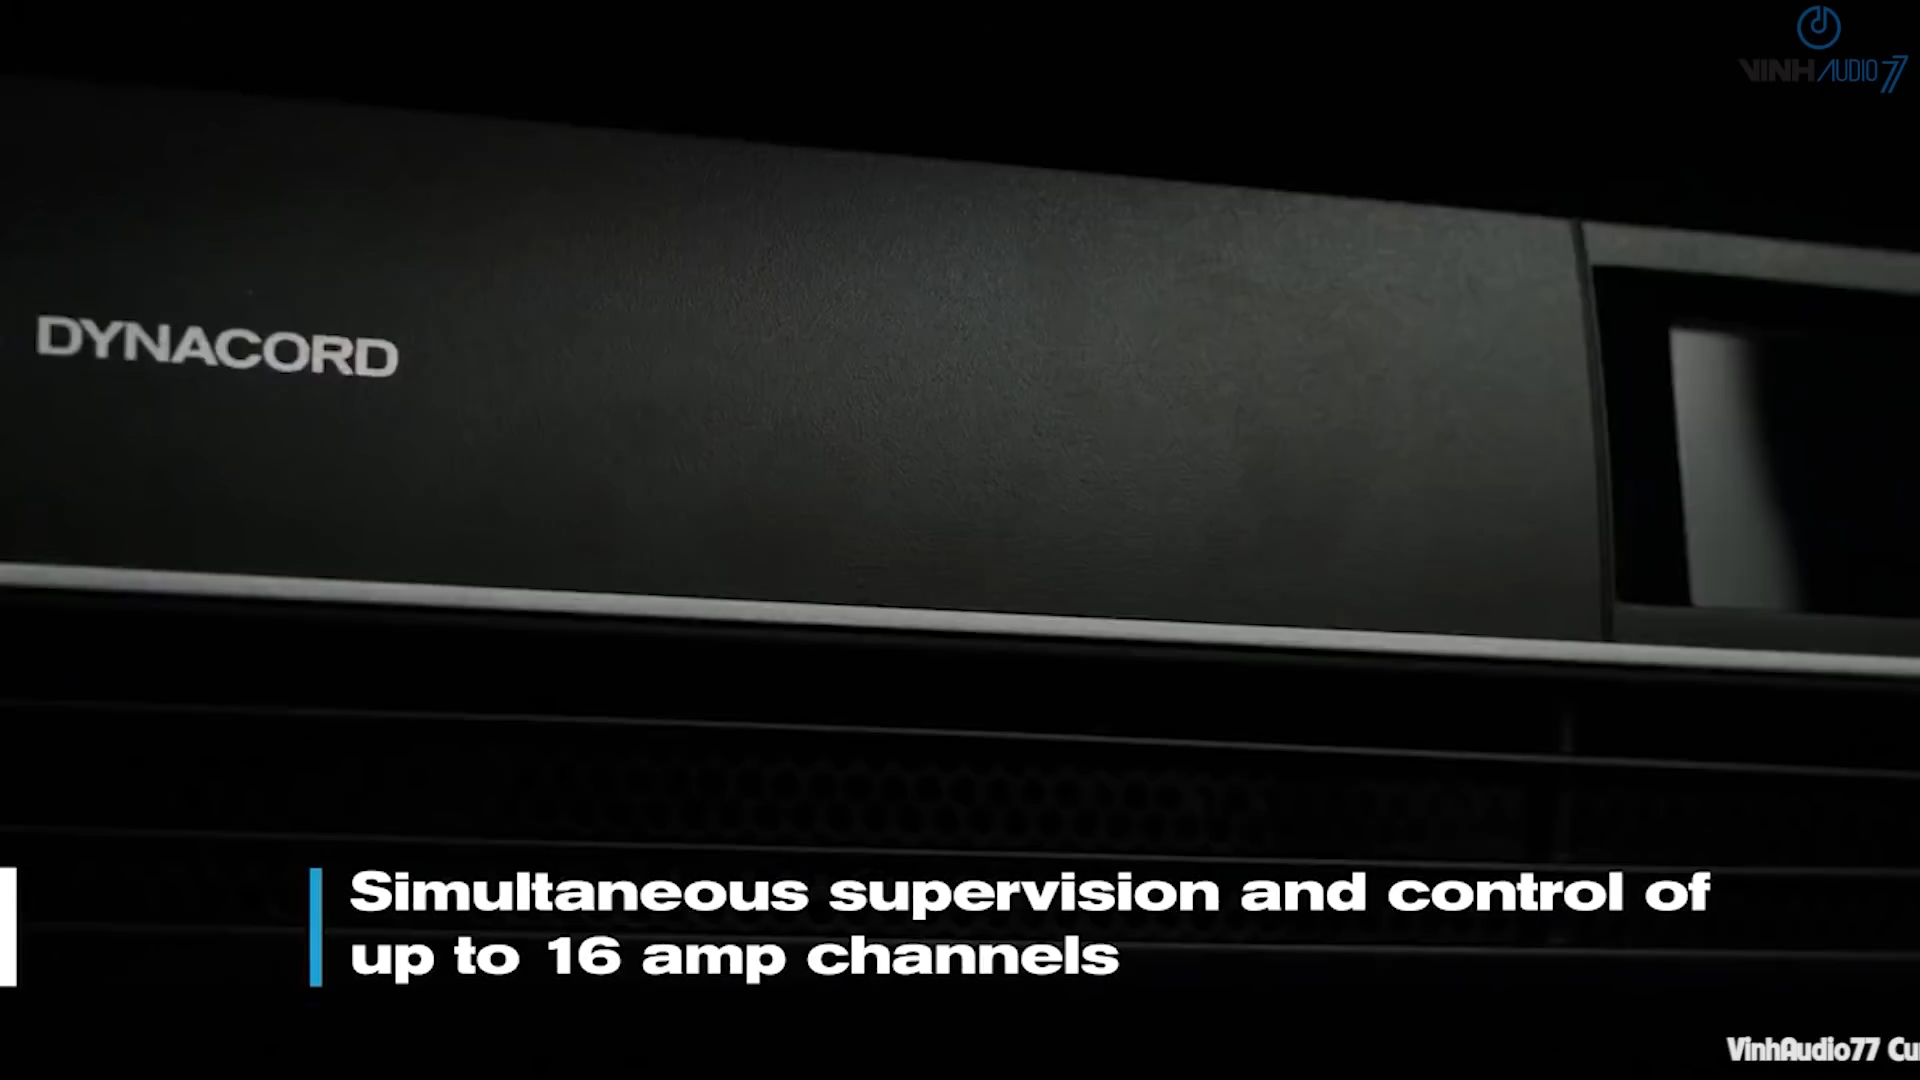 VINH AUDIO 77
DYNACORD
Simultaneous supervision and control of
up to 16 amp channels
VinhAudio77